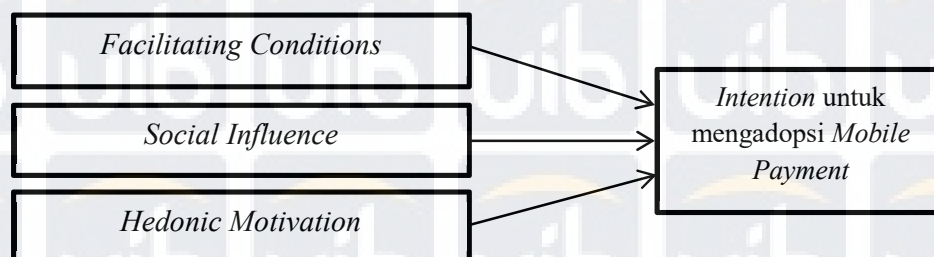 Facilitating Conditions
Social Influence
Hedonic Motivation
Intention untuk
mengadopsi Mobile
Payment